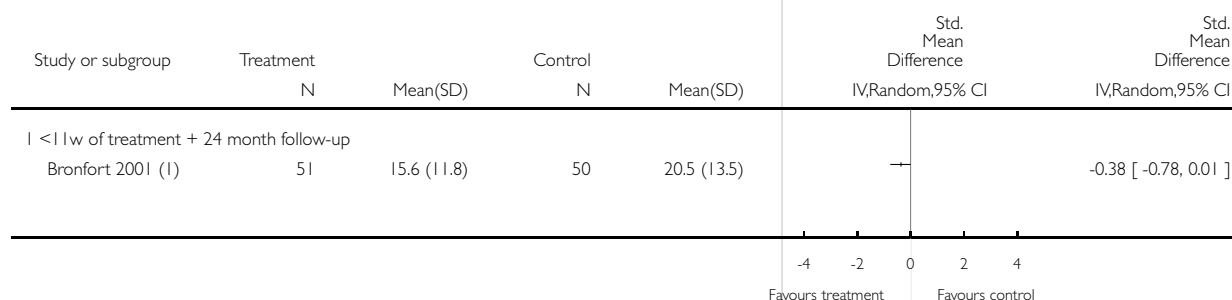 Std. Std.
Mean Mean
Study or subgroup Treatment Control Difference Difference
N Mean(SD) N Mean(SD) IV,Random,95% CI IV,Random,95% CI
1 <11w of treatment + 24 month follow-up
Bronfort 2001 (1) 51 15.6 (11.8) 50 20.5 (13.5) -0.38 [ -0.78, 0.01 ]
-4 -2 0 2 4
Favours treatment Favours control